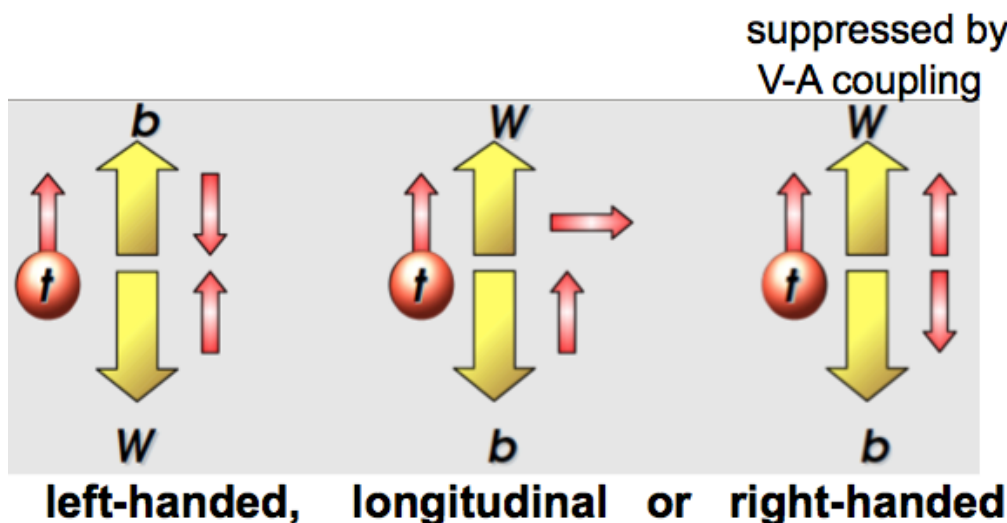 suppressed by
V-A coupling
b W W
t t t
W b b
left-handed, longitudinal or right-handed